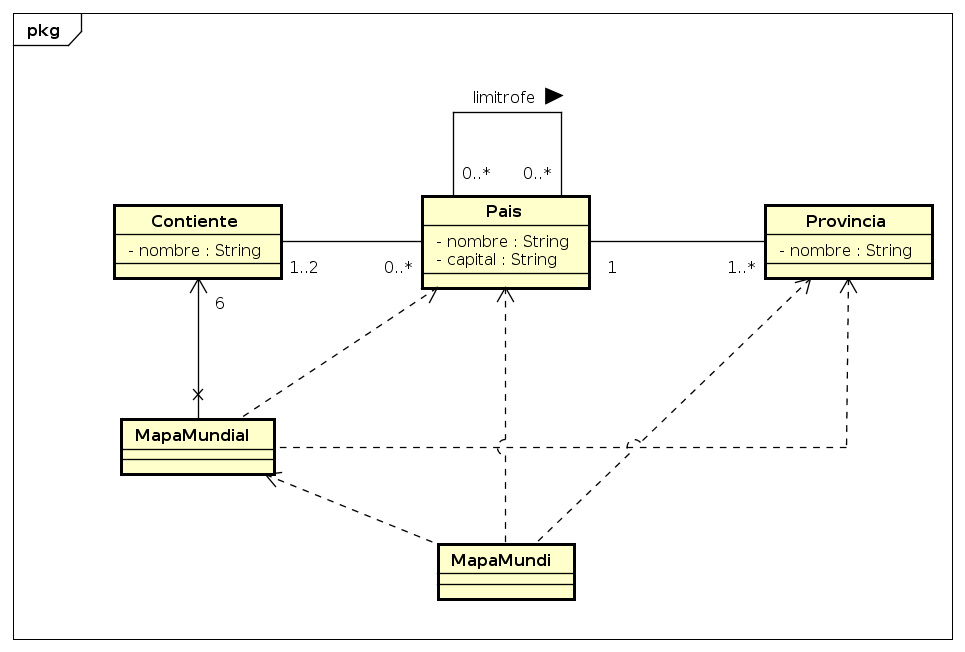 pkg
limitrofe
0..* 0..*
Contiente
- nombre : String
Pais
- nombre : String
- capital : String
Provincia
- nombre : String
1..2 0..* 1 1..*
6
MapaMundial
MapaMundi